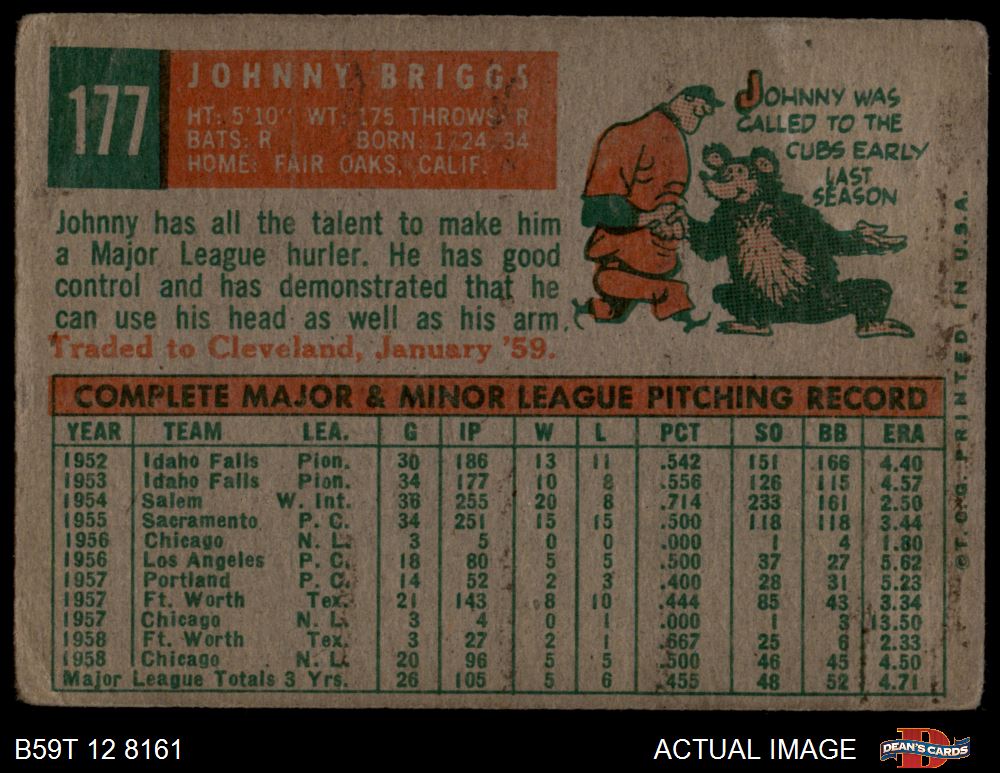 177
JOHNNY BRIGGS
HT: 5'10" WT: 175 THROWS: R
BATS: R BORN: 1/24/34
HOME: FAIR OAKS, CALIF.
JOHNNY WAS
CALLED TO THE
CUBS EARLY
LAST
SEASON
Johnny has all the talent to make him
a Major League hurler. He has good
control and has demonstrated that he
can use his head as well as his arm.
Traded to Cleveland, January '59.
COMPLETE MAJOR & MINOR LEAGUE PITCHING RECORD
YEAR TEAM LEA. G IP W L PCT SO BB ERA
1952 Idaho Falls Pion. 30 186 13 11 .542 151 166 4.40
1953 Idaho Falls Pion. 34 177 10 8 .556 126 115 4.57
1954 Salem W. Int. 36 255 20 8 .714 233 161 2.50
1955 Sacramento P. C. 34 251 15 15 .500 118 118 3.44
1956 Chicago N. L. 3 5 0 0 .000 1 4 1.80
1956 Los Angeles P. C. 18 80 5 5 .500 37 27 5.62
1957 Portland P. C. 14 52 2 3 .400 28 31 5.23
1957 Ft. Worth Tex. 21 143 8 10 .444 85 43 3.34
1957 Chicago N. L. 3 4 0 1 .000 1 3 13.50
1958 Ft. Worth Tex. 3 27 2 1 .667 25 6 2.33
1958 Chicago N. L. 20 96 5 5 .500 46 45 4.50
Major League Totals 3 Yrs. 26 105 5 6 .455 48 52 4.71
© T. C. G. PRINTED IN U.S.A.
B59T 12 8161
ACTUAL IMAGE
DEAN'S CARDS